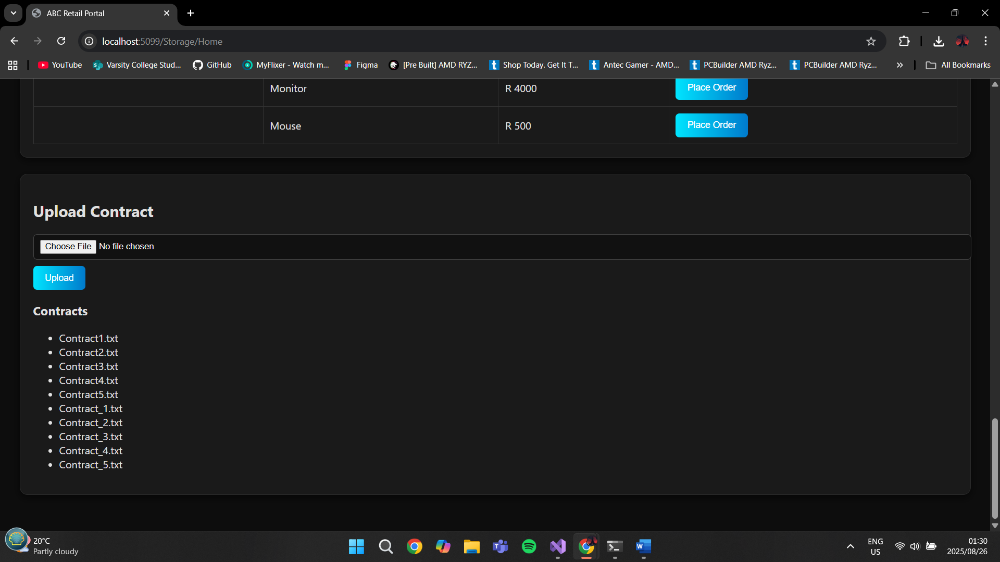 ABC Retail Portal
localhost:5099/Storage/Home
YouTube
Varsity College Stud...
GitHub
MyFlixer - Watch m...
Figma
[Pre Built] AMD RYZ...
Shop Today. Get It T...
Antec Gamer - AMD...
PCBuilder AMD Ryz...
PCBuilder AMD Ryz...
All Bookmarks
Monitor R 4000 Place Order
Mouse R 500 Place Order
Upload Contract
Choose File No file chosen
Upload
Contracts
Contract1.txt
Contract2.txt
Contract3.txt
Contract4.txt
Contract5.txt
Contract_1.txt
Contract_2.txt
Contract_3.txt
Contract_4.txt
Contract_5.txt
20°C
Partly cloudy
ENG
US
01:30
2025/08/26